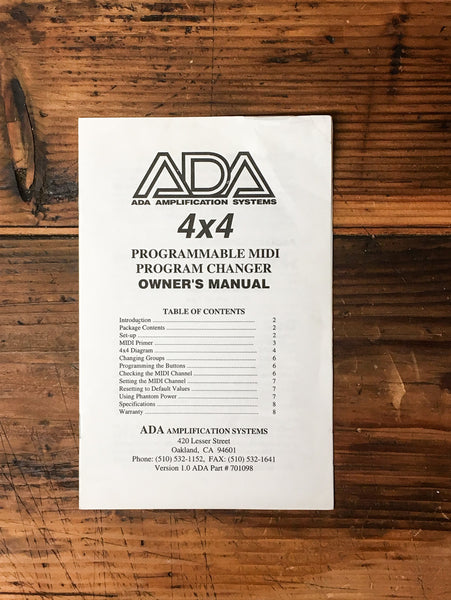 ADA
ADA AMPLIFICATION SYSTEMS
4x4
PROGRAMMABLE MIDI
PROGRAM CHANGER
OWNER'S MANUAL
TABLE OF CONTENTS
Introduction ........ 2
Package Contents ........ 2
Set-up ........ 2
MIDI Primer ........ 3
4x4 Diagram ........ 4
Changing Groups ........ 6
Programming the Buttons ........ 6
Checking the MIDI Channel ........ 6
Setting the MIDI Channel ........ 7
Resetting to Default Values ........ 7
Using Phantom Power ........ 7
Specifications ........ 8
Warranty ........ 8
ADA AMPLIFICATION SYSTEMS
420 Lesser Street
Oakland, CA 94601
Phone: (510) 532-1152, FAX: (510) 532-1641
Version 1.0 ADA Part # 701098